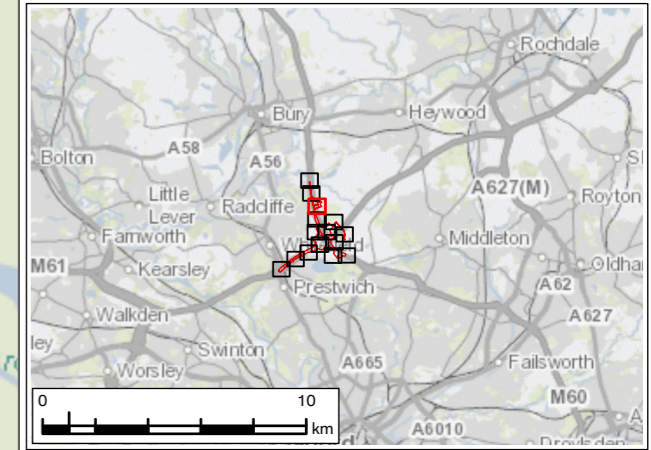 Rochdale
Bury
Heywood
A58
Bolton
A56
A627(M)
Little
Lever
Radcliffe
Royton
Farnworth
Middleton
M61
Kearsley
A62
Prestwich
A627
Walkden
Swinton
A665
Failsworth
Worsley
M60
0 10
km
A6010